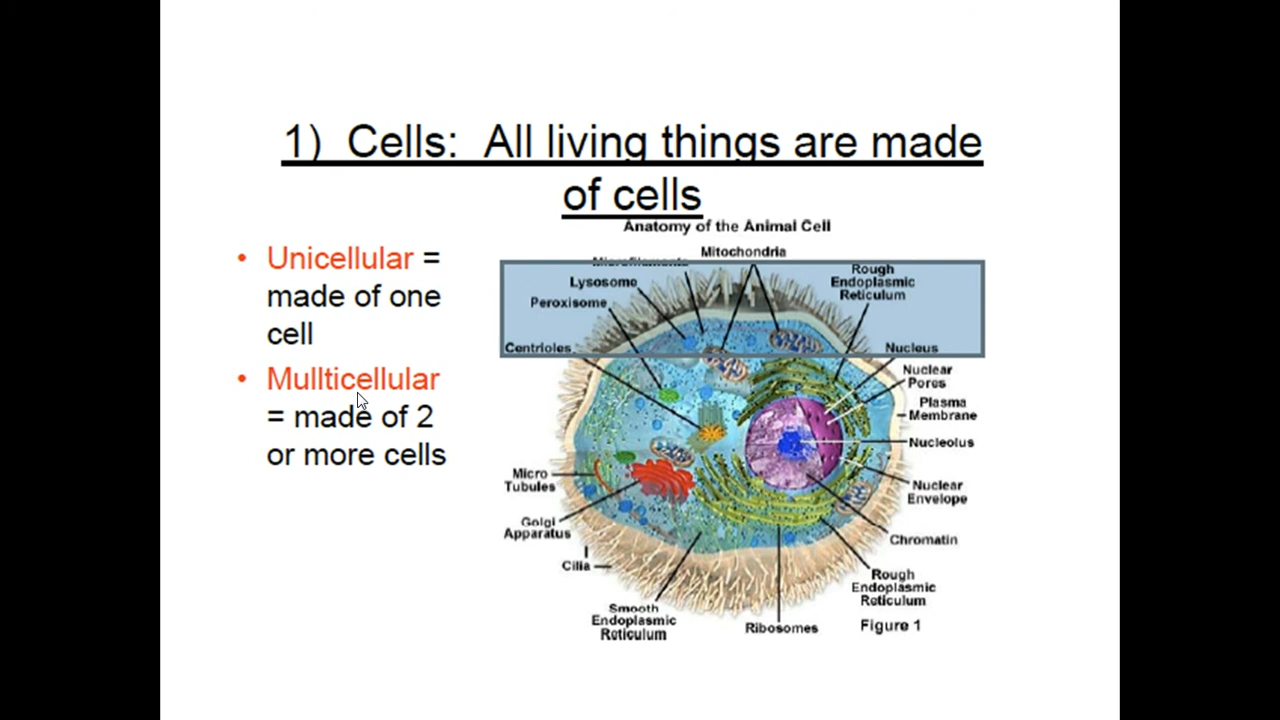 1) Cells: All living things are made
of cells
Unicellular =
made of one
cell
Mullticellular
= made of 2
or more cells
Anatomy of the Animal Cell
Mitochondria
Microfilaments
Lysosome
Peroxisome
Centrioles
Rough
Endoplasmic
Reticulum
Nucleus
Nuclear
Pores
Plasma
Membrane
Nucleolus
Nuclear
Envelope
Chromatin
Rough
Endoplasmic
Reticulum
Micro
Tubules
Golgi
Apparatus
Cilia
Smooth
Endoplasmic
Reticulum
Ribosomes
Figure 1